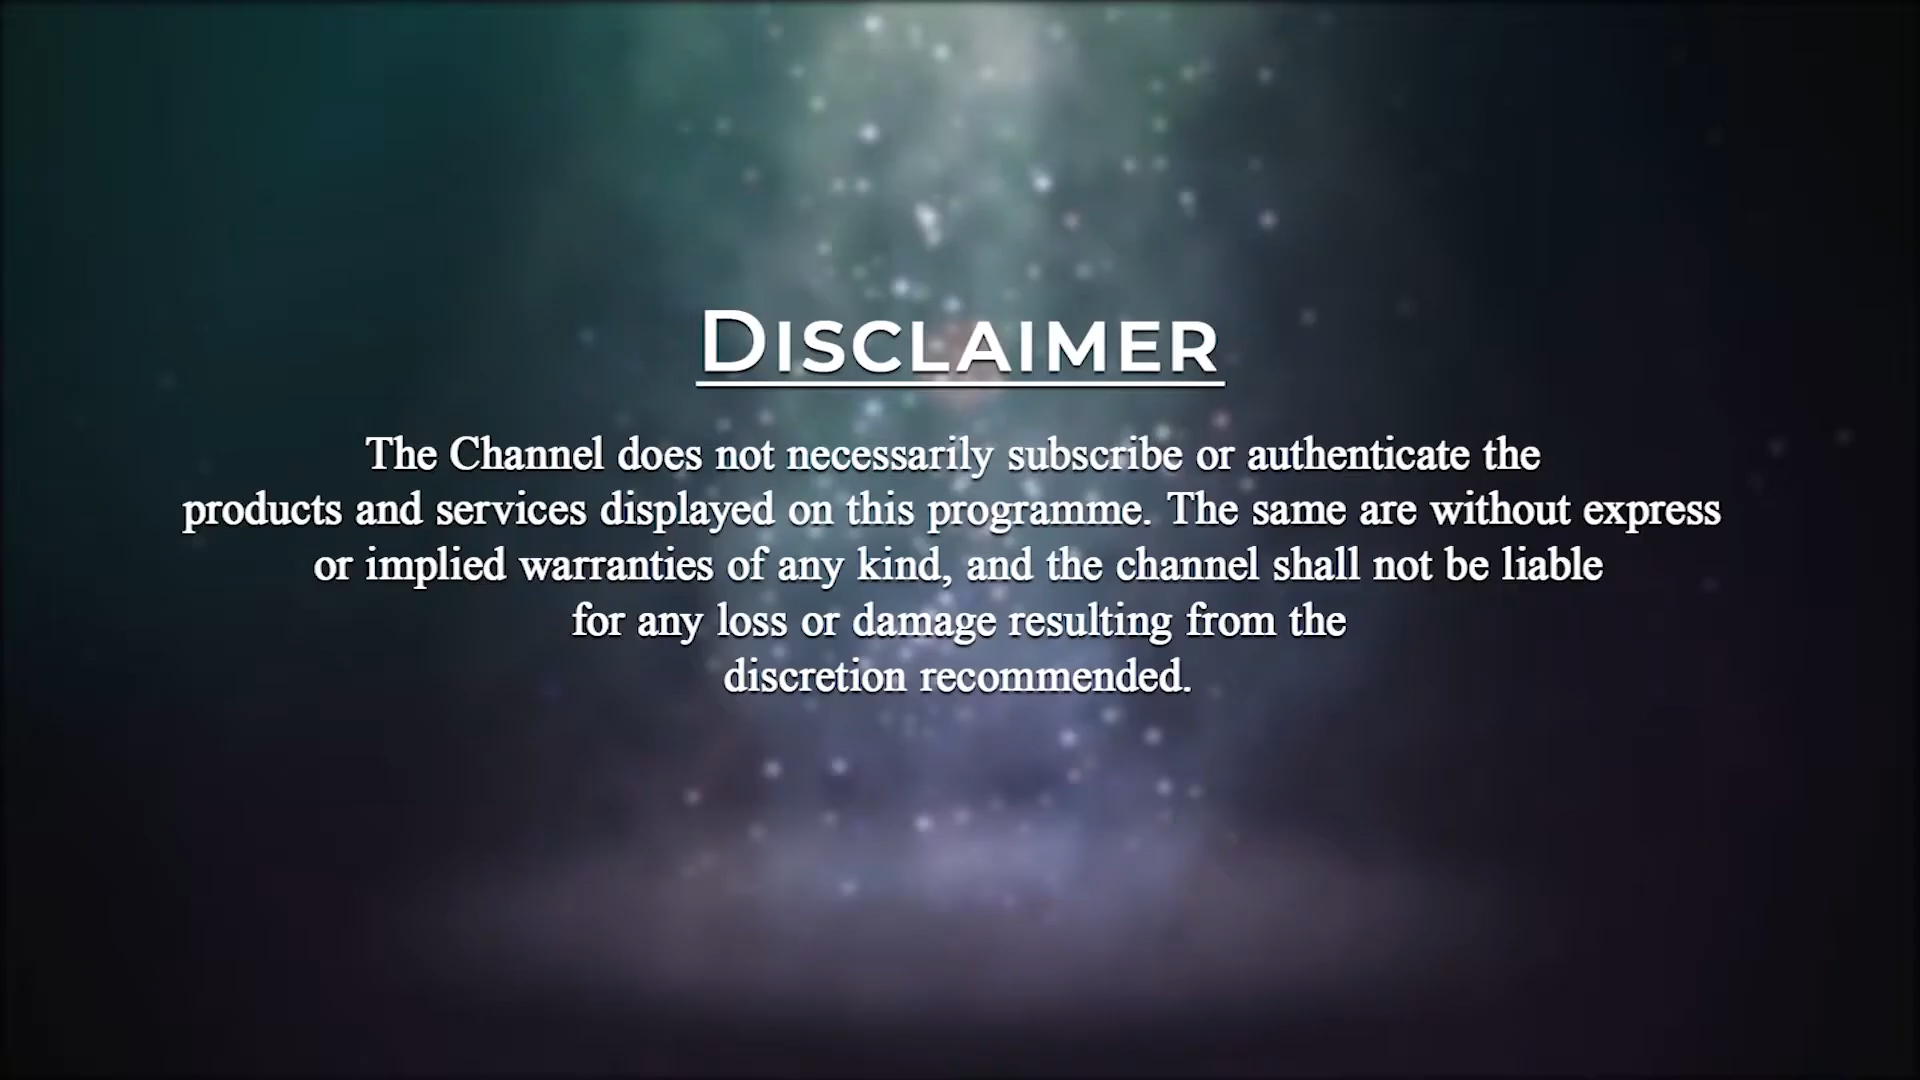 DISCLAIMER
The Channel does not necessarily subscribe or authenticate the
products and services displayed on this programme. The same are without express
or implied warranties of any kind, and the channel shall not be liable
for any loss or damage resulting from the
discretion recommended.